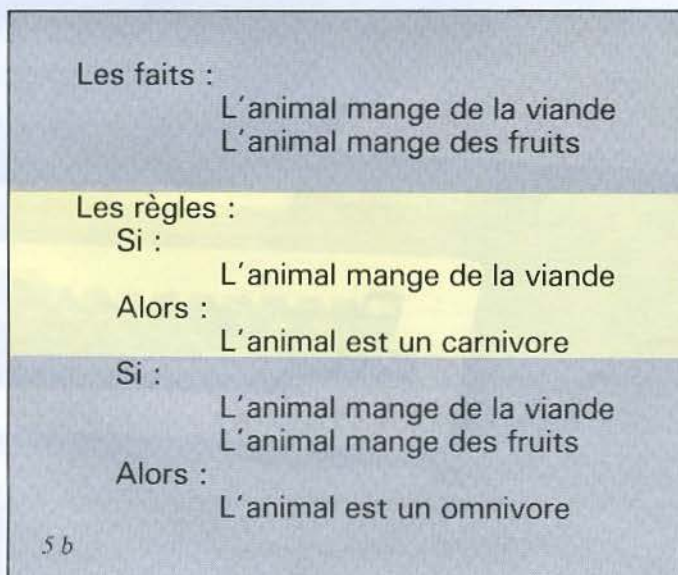 Les faits :
L'animal mange de la viande
L'animal mange des fruits
Les règles :
Si :
L'animal mange de la viande
Alors :
L'animal est un carnivore
Si :
L'animal mange de la viande
L'animal mange des fruits
Alors :
L'animal est un omnivore
5 b